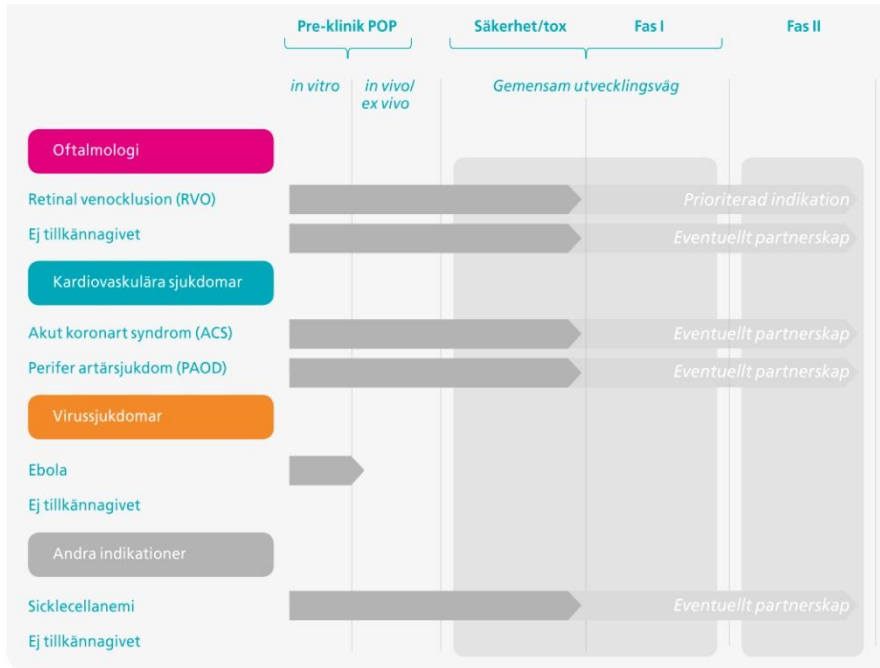 Pre-klinik POP
Säkerhet/tox
Fas I
Fas II
in vitro
in vivo/
ex vivo
Gemensam utvecklingsväg
Oftalmologi
Retinal venocklusion (RVO)
Prioriterad indikation
Ej tillkännagivet
Eventuellt partnerskap
Kardiovaskulära sjukdomar
Akut koronart syndrom (ACS)
Eventuellt partnerskap
Perifer artärsjukdom (PAOD)
Eventuellt partnerskap
Virussjukdomar
Ebola
Ej tillkännagivet
Andra indikationer
Sicklecellanemi
Eventuellt partnerskap
Ej tillkännagivet